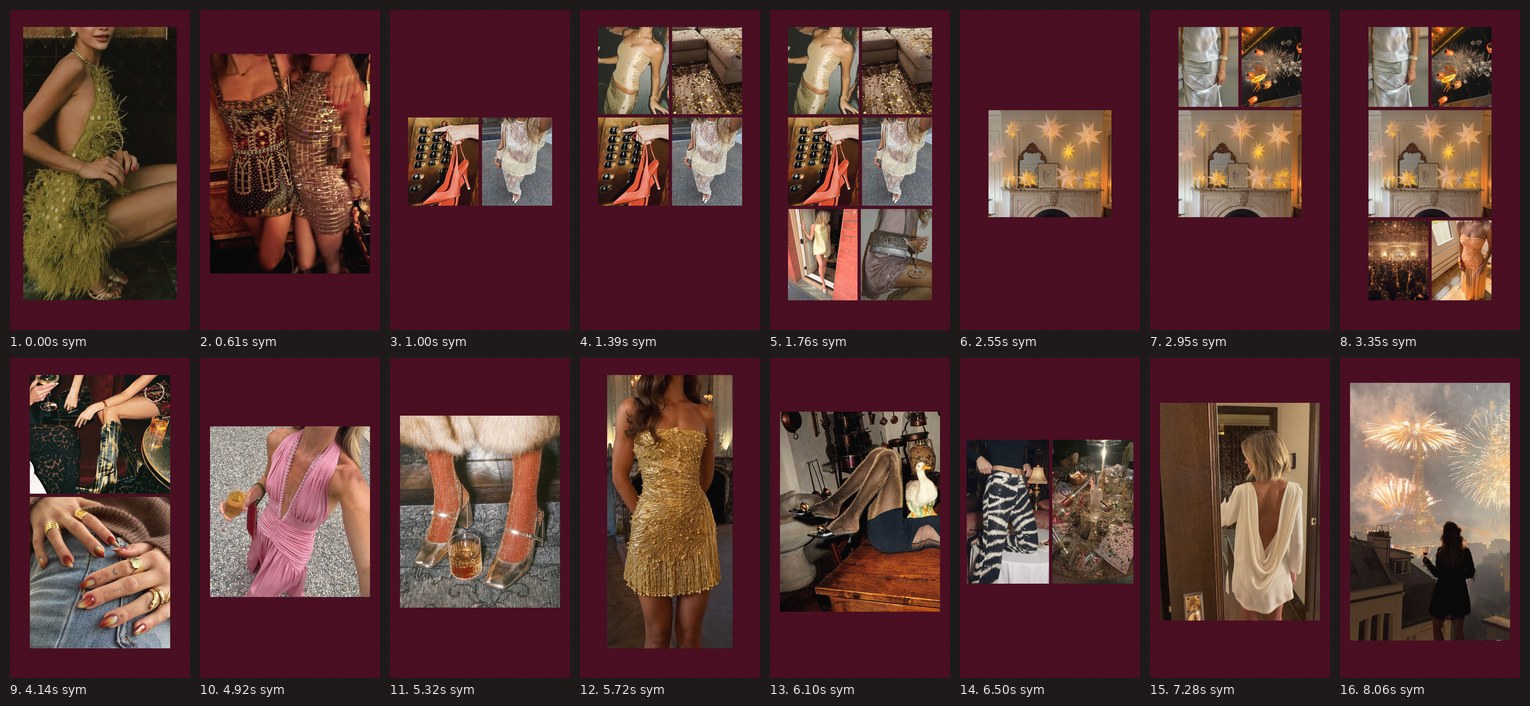 1. 0.00s sym
2. 0.61s sym
3. 1.00s sym
4. 1.39s sym
5. 1.76s sym
6. 2.55s sym
7. 2.95s sym
8. 3.35s sym
9. 4.14s sym
10. 4.92s sym
11. 5.32s sym
12. 5.72s sym
13. 6.10s sym
14. 6.50s sym
15. 7.28s sym
16. 8.06s sym